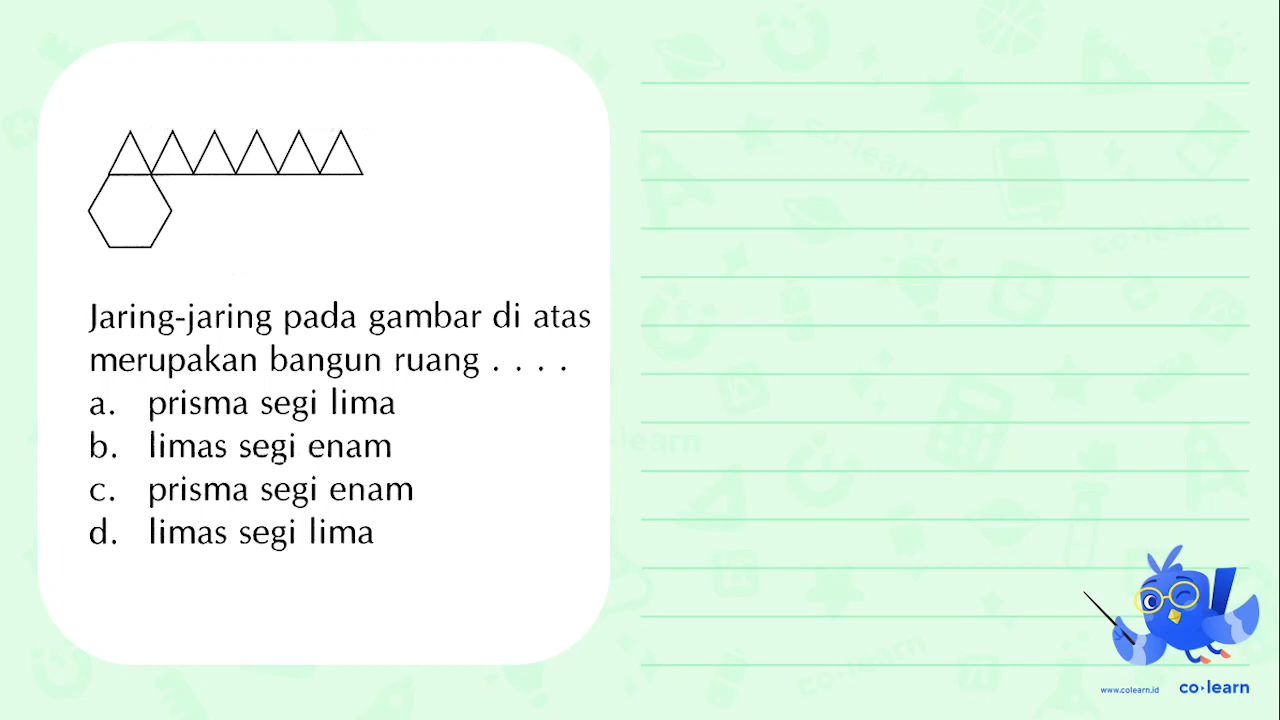 Jaring-jaring pada gambar di atas
merupakan bangun ruang . . . .
a. prisma segi lima
b. limas segi enam
c. prisma segi enam
d. limas segi lima
www.colearn.id co·learn